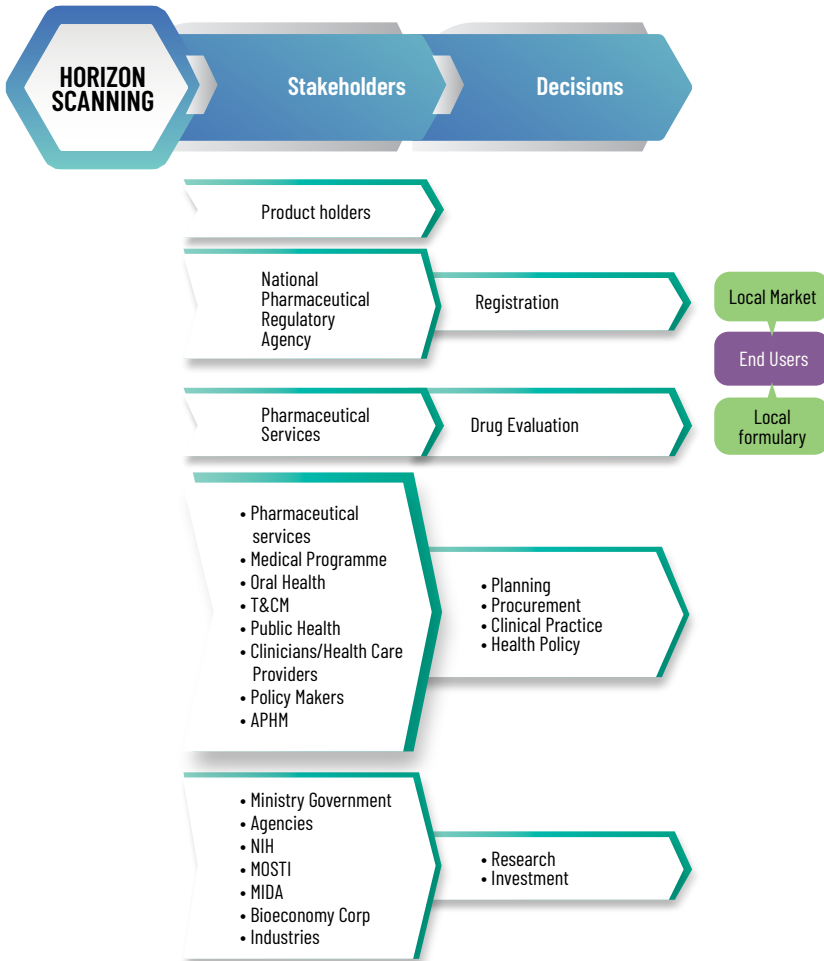 HORIZON
SCANNING
Stakeholders
Decisions
Product holders
National
Pharmaceutical
Regulatory
Agency
Registration
Local Market
End Users
Local
formulary
Pharmaceutical
Services
Drug Evaluation
• Pharmaceutical
services
• Medical Programme
• Oral Health
• T&CM
• Public Health
• Clinicians/Health Care
Providers
• Policy Makers
• APHM
• Planning
• Procurement
• Clinical Practice
• Health Policy
• Ministry Government
• Agencies
• NIH
• MOSTI
• MIDA
• Bioeconomy Corp
• Industries
• Research
• Investment